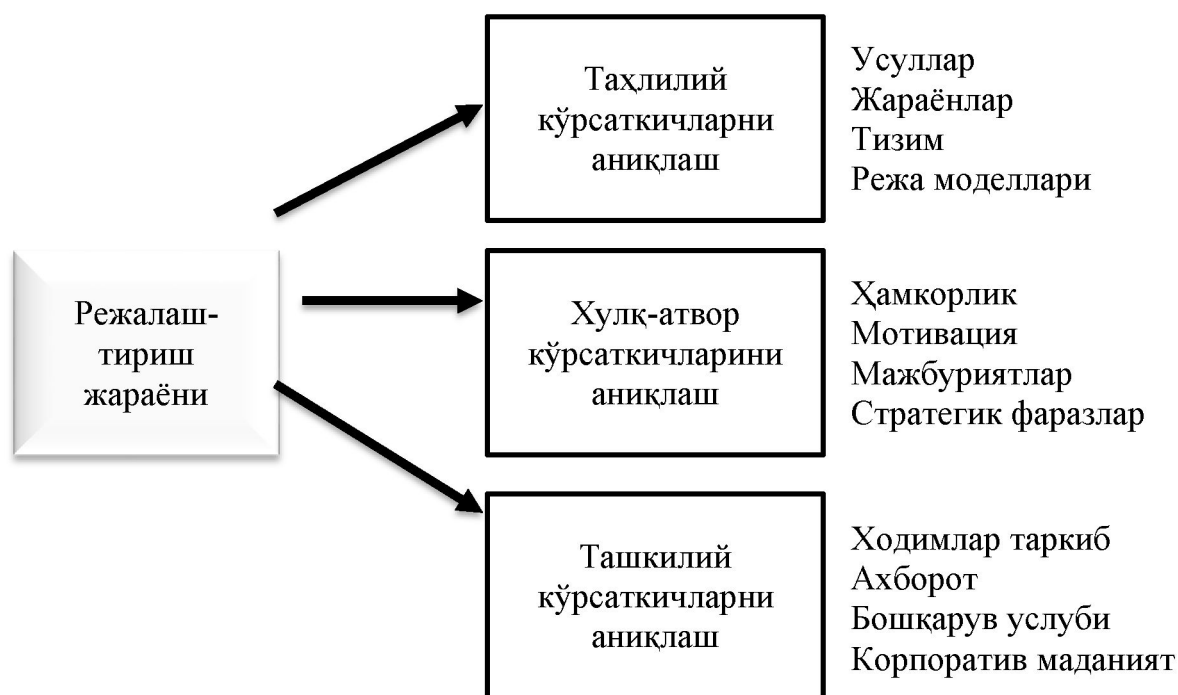 Режалаш-
тириш
жараёни
Таҳлилий
кўрсаткичларни
аниқлаш
Усуллар
Жараёнлар
Тизим
Режа моделлари
Хулқ-атвор
кўрсаткичларини
аниқлаш
Ҳамкорлик
Мотивация
Мажбуриятлар
Стратегик фаразлар
Ташкилий
кўрсаткичларни
аниқлаш
Ходимлар таркиб
Ахборот
Бошқарув услуби
Корпоратив маданият